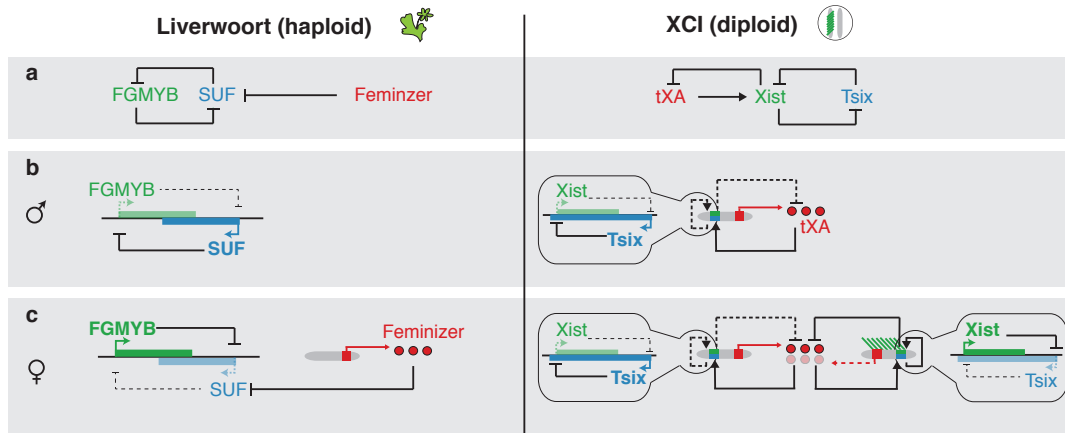 Liverwoort (haploid)
XCI (diploid)
a
FGMYB SUF Feminzer
tXA Xist Tsix
b
♂
FGMYB
SUF
Xist
Tsix
tXA
c
♀
FGMYB
Feminizer
SUF
Xist
Tsix
Xist
Tsix